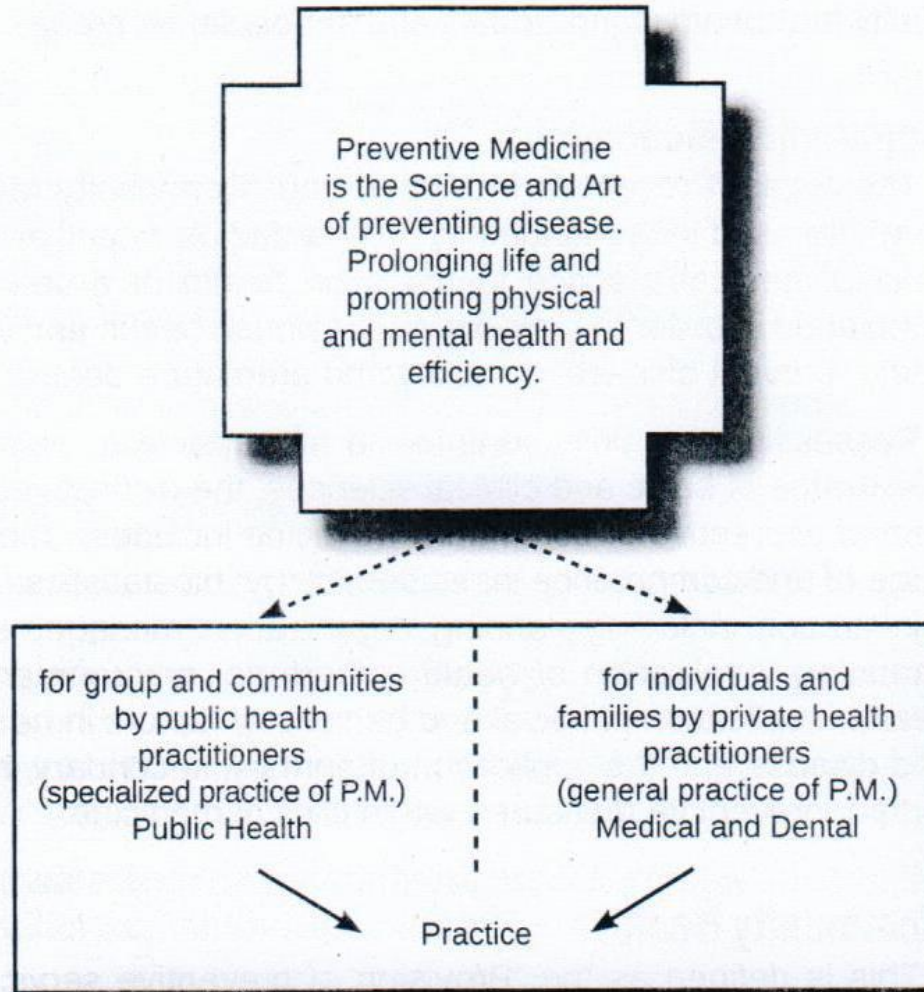 Preventive Medicine
is the Science and Art
of preventing disease.
Prolonging life and
promoting physical
and mental health and
efficiency.
for group and communities
by public health
practitioners
(specialized practice of P.M.)
Public Health
for individuals and
families by private health
practitioners
(general practice of P.M.)
Medical and Dental
Practice